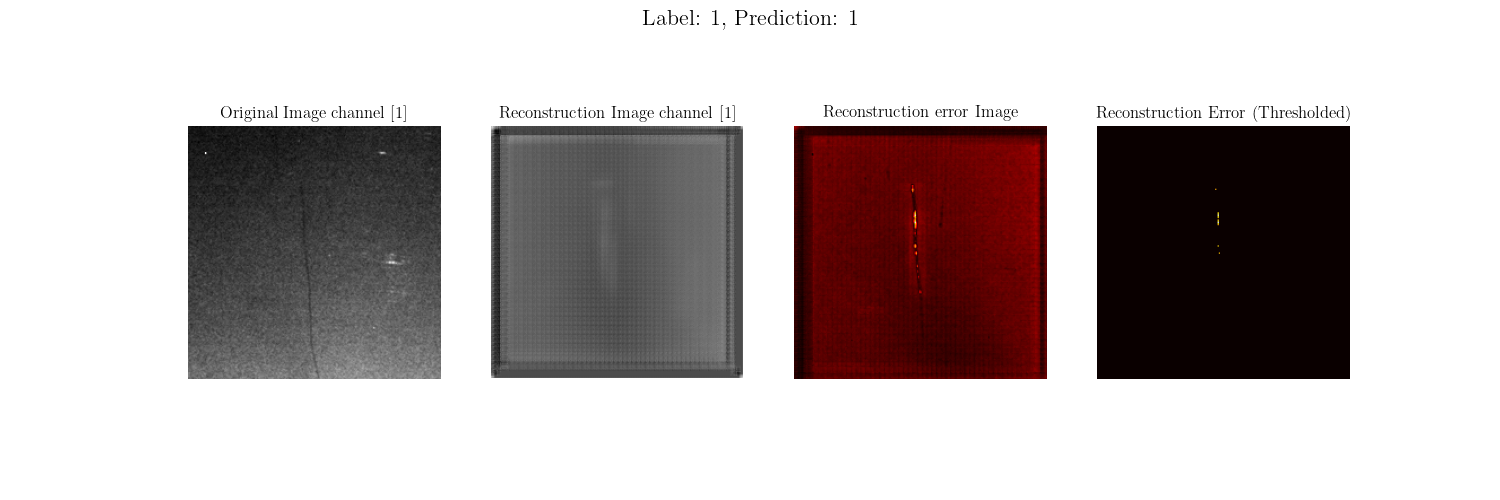 Label: 1, Prediction: 1
Original Image channel [1]
Reconstruction Image channel [1]
Reconstruction error Image
Reconstruction Error (Thresholded)